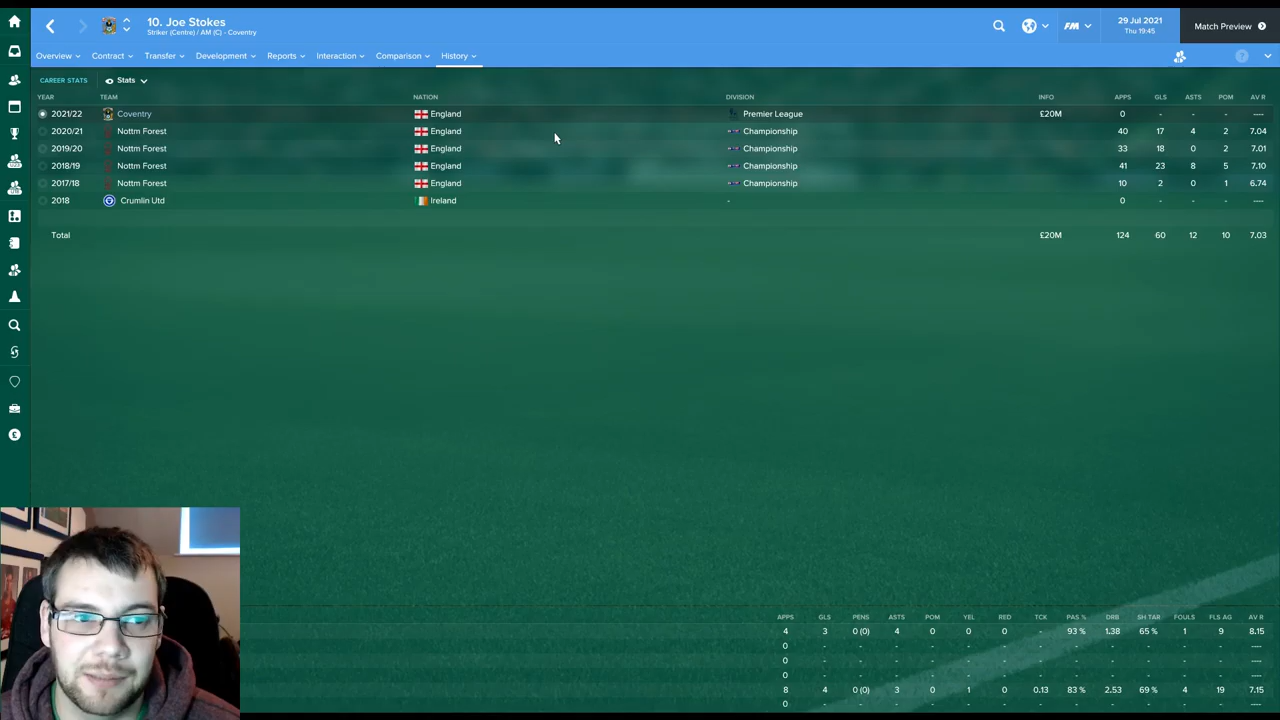 10. Joe Stokes
Striker (Centre) / AM (C) - Coventry
FM
29 Jul 2021
Thu 19:45
Match Preview
Overview Contract Transfer Development Reports Interaction Comparison History
?
CAREER STATS Stats
YEAR TEAM NATION DIVISION INFO APPS GLS ASTS POM AV R
2021/22 Coventry England Premier League £20M 0 - - - ----
2020/21 Nottm Forest England Championship 40 17 4 2 7.04
2019/20 Nottm Forest England Championship 33 18 0 2 7.01
2018/19 Nottm Forest England Championship 41 23 8 5 7.10
2017/18 Nottm Forest England Championship 10 2 0 1 6.74
2018 Crumlin Utd Ireland - 0 - - - ----
Total £20M 124 60 12 10 7.03
APPS GLS PENS ASTS POM YEL RED TCK PAS % DRB SH TAR FOULS FLS AG AV R
4 3 0 (0) 4 0 0 0 - 93 % 1.38 65 % 1 9 8.15
0 - - - - - - - - - - - - ----
0 - - - - - - - - - - - - ----
0 - - - - - - - - - - - - ----
8 4 0 (0) 3 0 1 0 0.13 83 % 2.53 69 % 4 19 7.15
0 - - - - - - - - - - - - ----